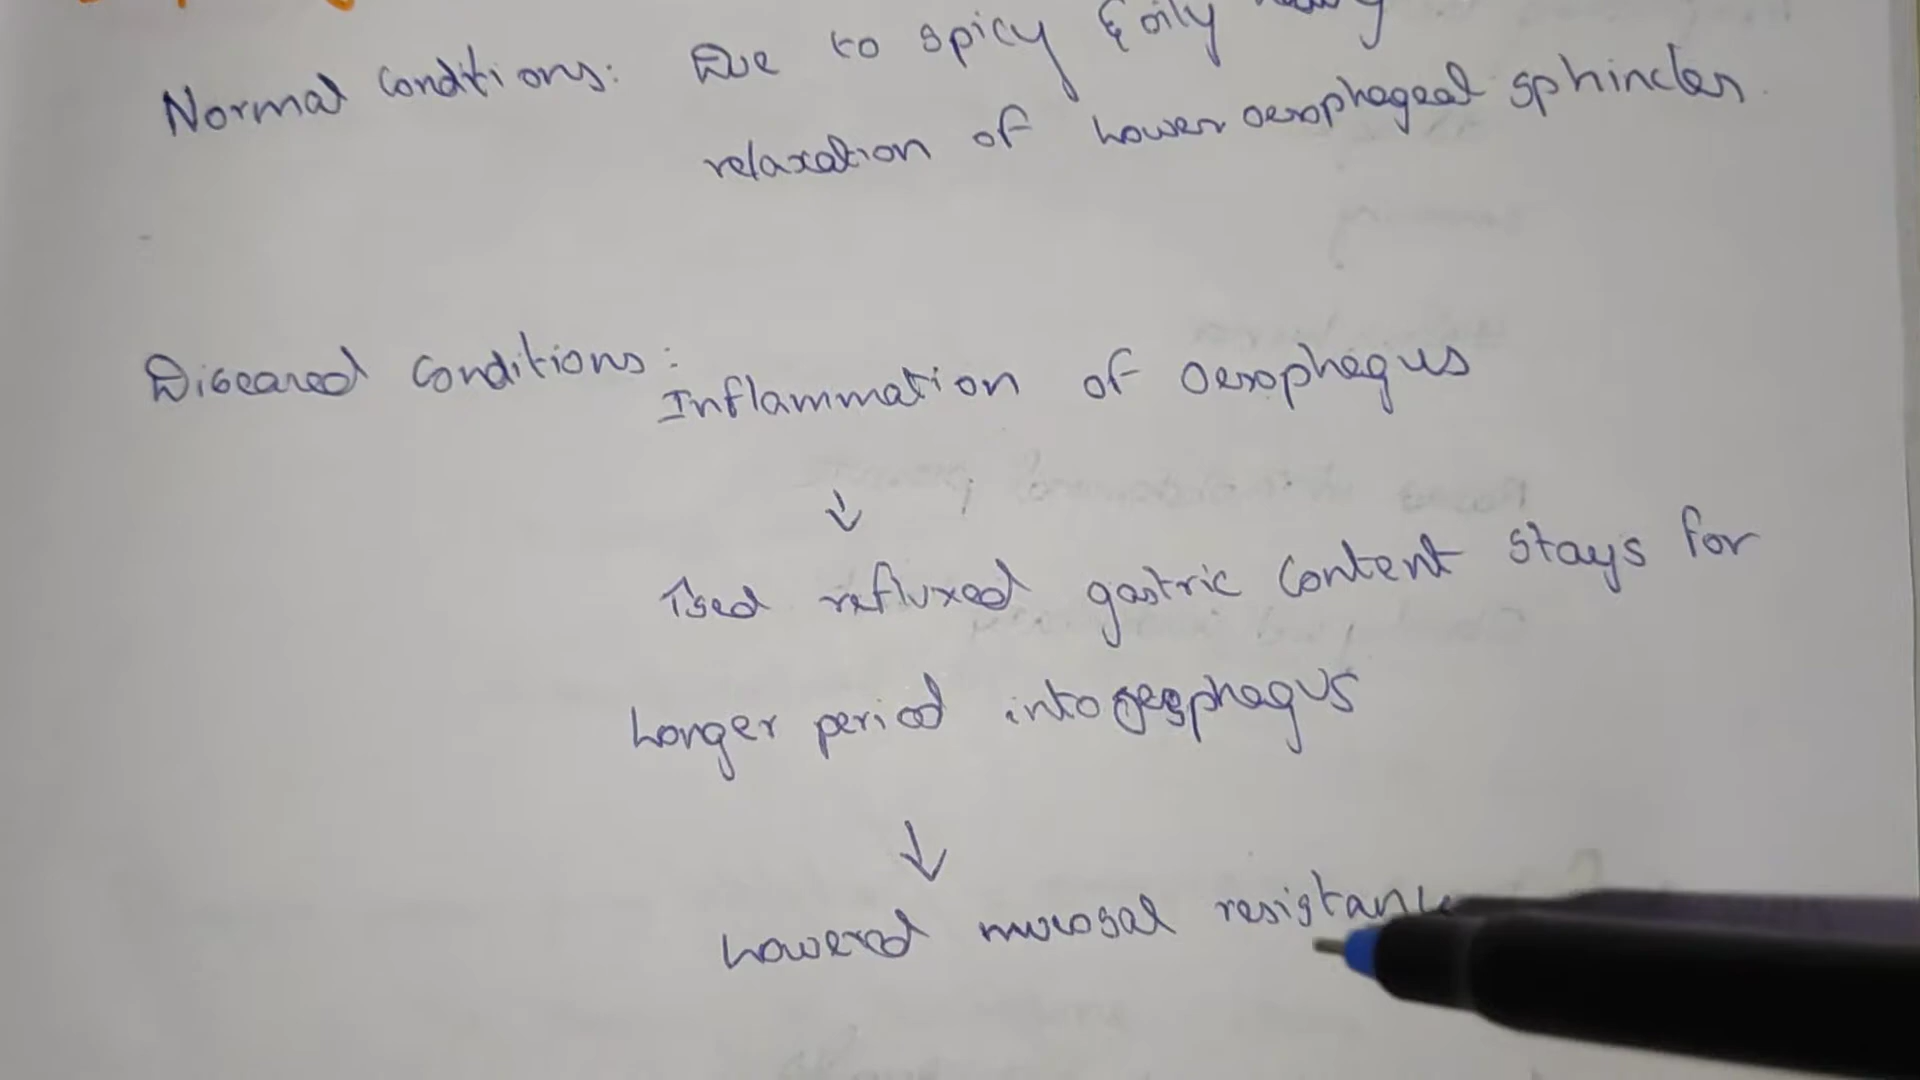 Normal Conditions: Due to spicy & oily
relaxation of Lower oesophageal sphincter.
Diseased Conditions: Inflammation of Oesophagus
↓
↑sed refluxed gastric Content stays for
Longer period into oesophagus
↓
Lowered mucosal resistance